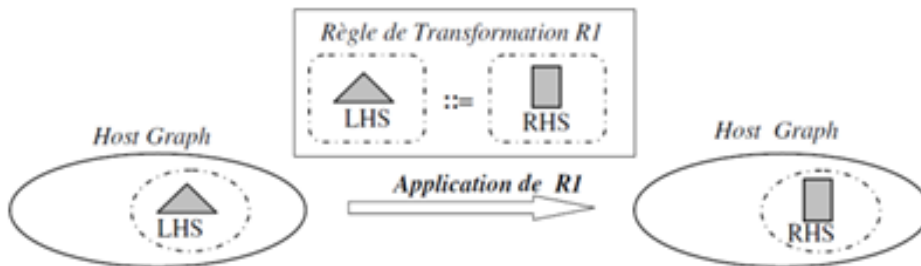 Règle de Transformation R1
LHS ::= RHS
Host Graph
Host Graph
Application de R1
LHS
RHS